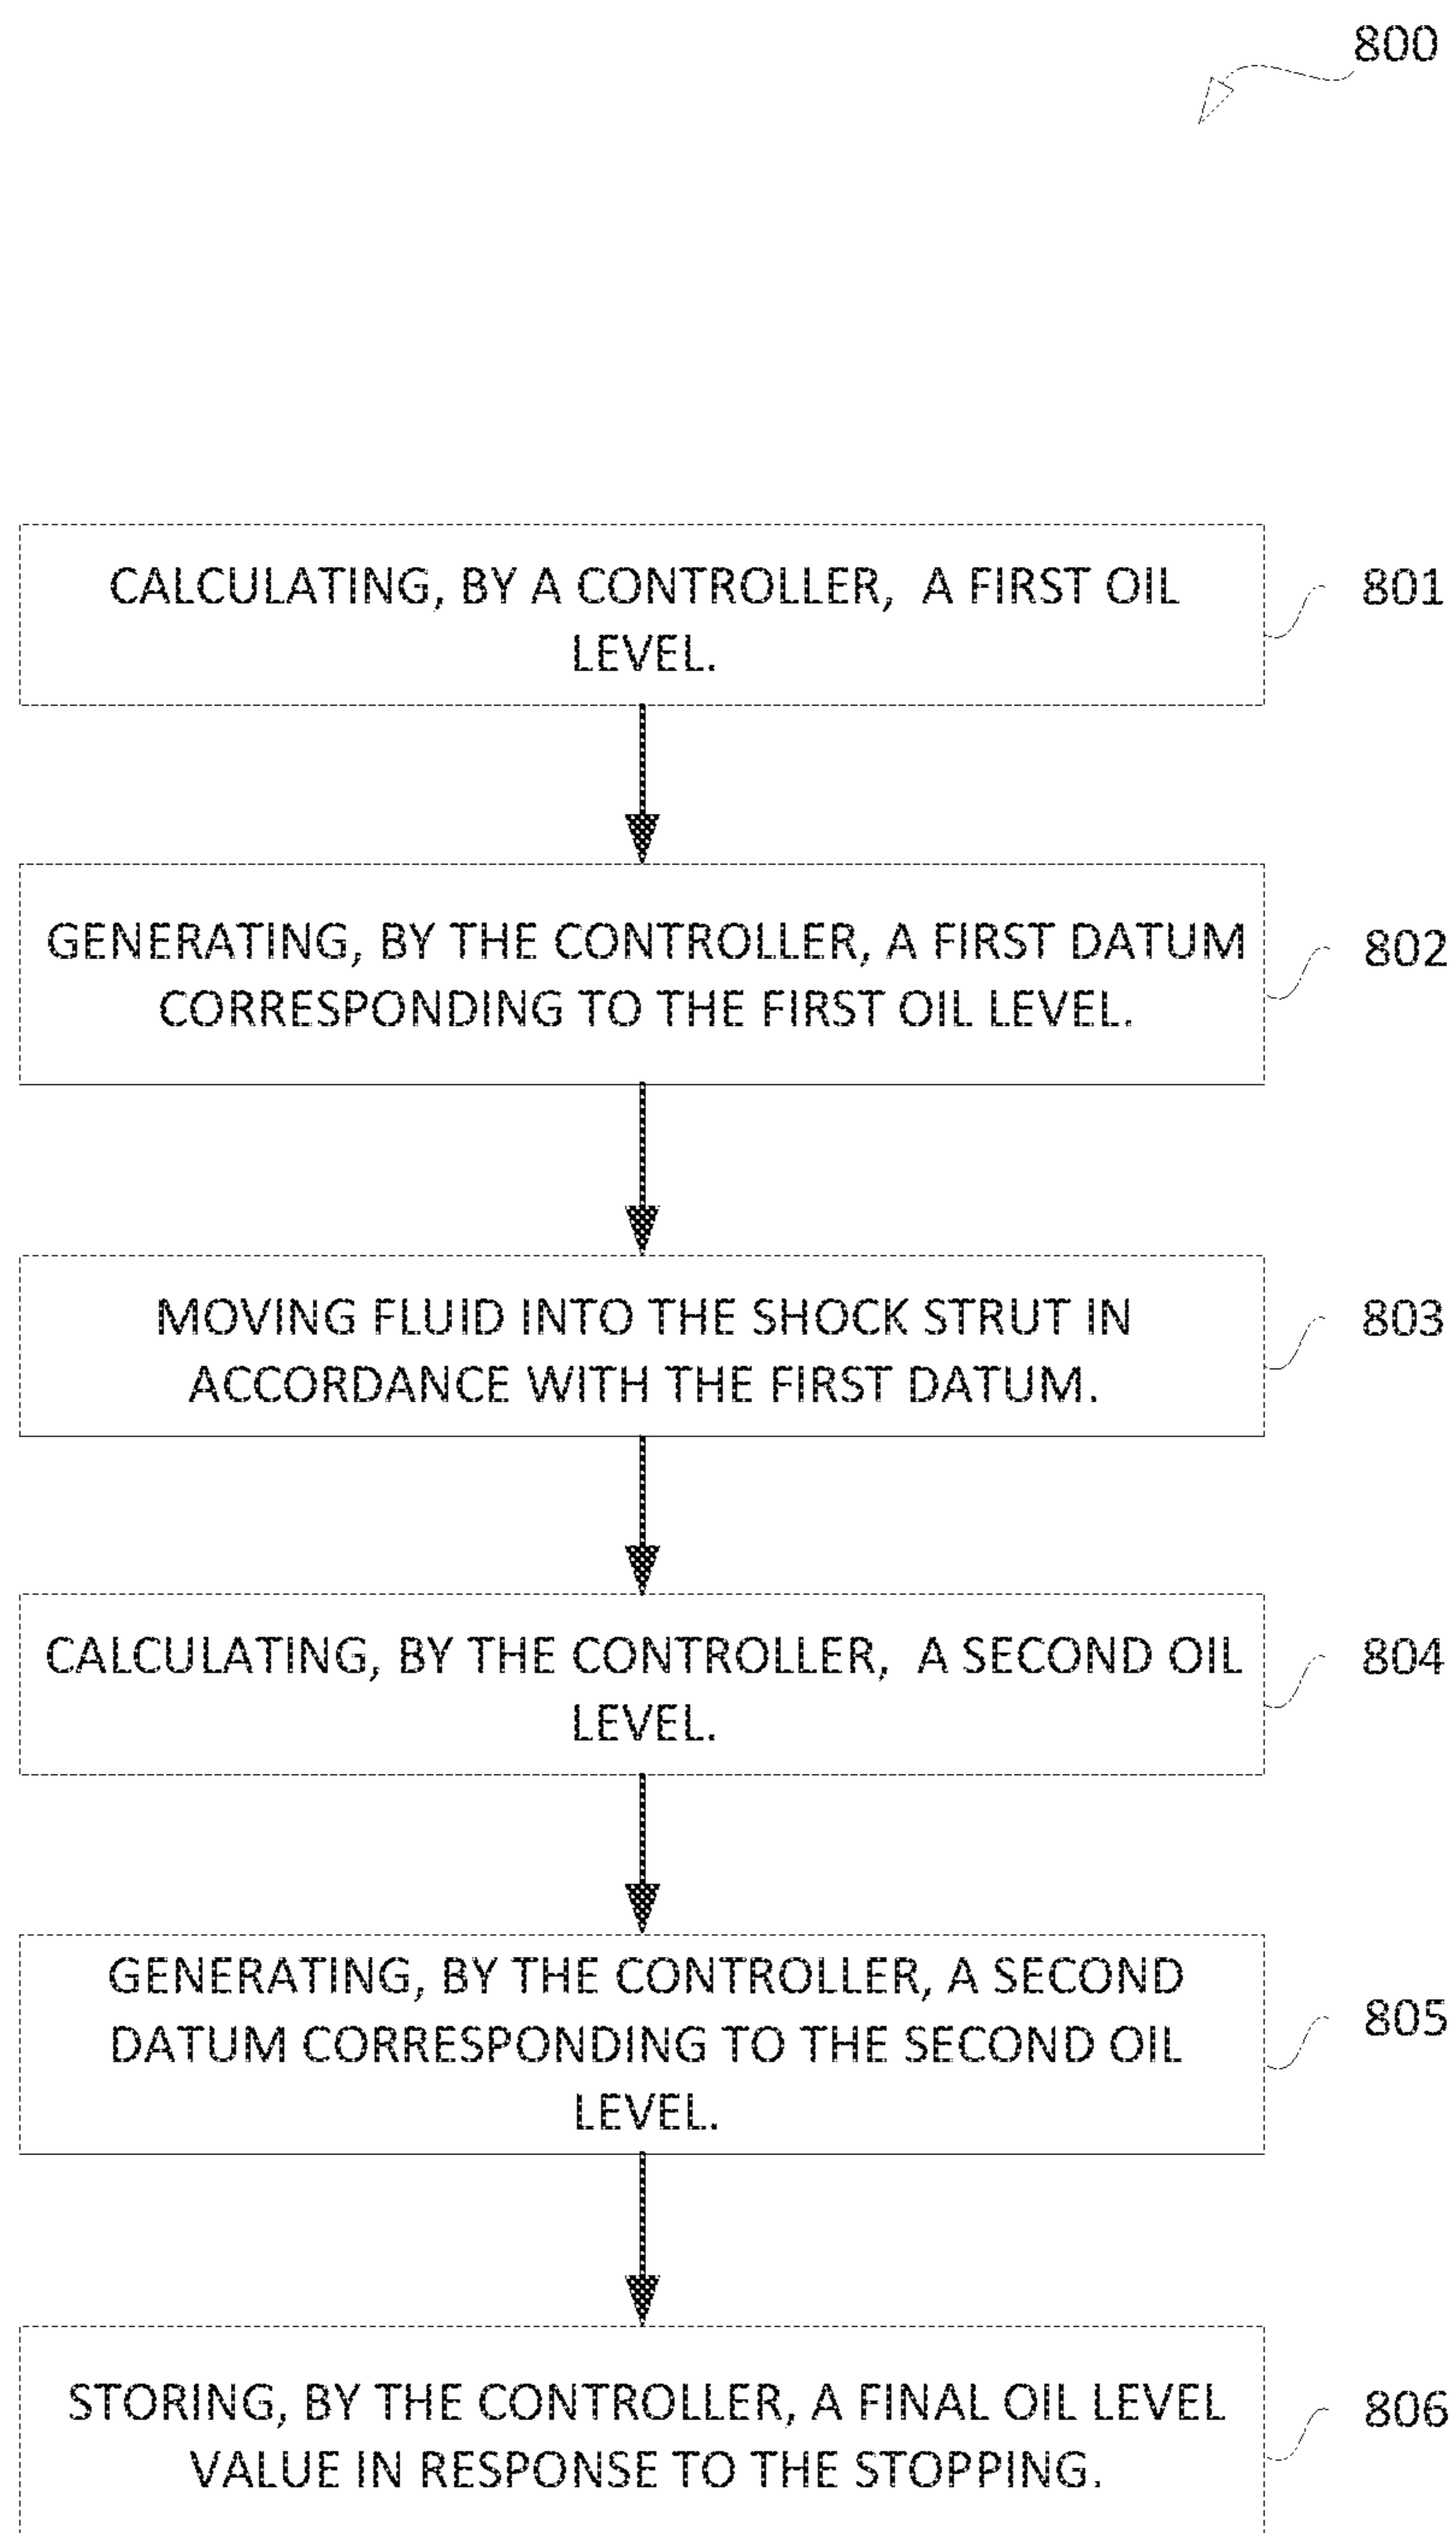 800
CALCULATING, BY A CONTROLLER, A FIRST OIL
LEVEL.
801
GENERATING, BY THE CONTROLLER, A FIRST DATUM
CORRESPONDING TO THE FIRST OIL LEVEL.
802
MOVING FLUID INTO THE SHOCK STRUT IN
ACCORDANCE WITH THE FIRST DATUM.
803
CALCULATING, BY THE CONTROLLER, A SECOND OIL
LEVEL.
804
GENERATING, BY THE CONTROLLER, A SECOND
DATUM CORRESPONDING TO THE SECOND OIL
LEVEL.
805
STORING, BY THE CONTROLLER, A FINAL OIL LEVEL
VALUE IN RESPONSE TO THE STOPPING.
806